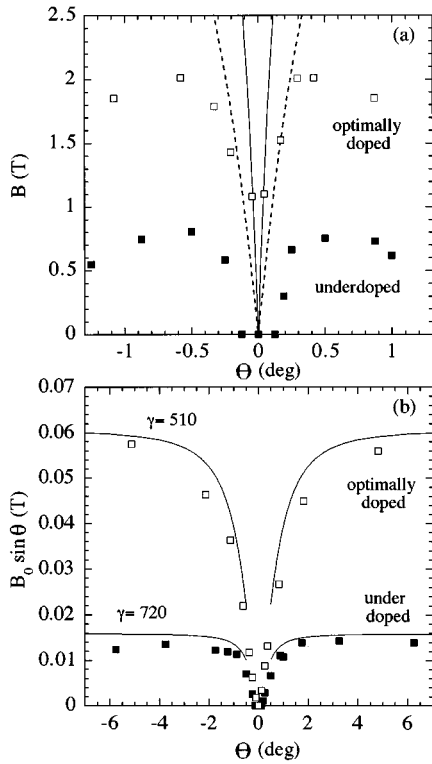 2.5
(a)
2
optimally
doped
1.5
B (T)
1
0.5
underdoped
0
-1 -0.5 0 0.5 1
Θ (deg)
0.07
(b)
γ=510
0.06
0.05
optimally
doped
0.04
B₀ sinθ (T)
0.03
under
doped
0.02
γ=720
0.01
0
-6 -4 -2 0 2 4 6
Θ (deg)